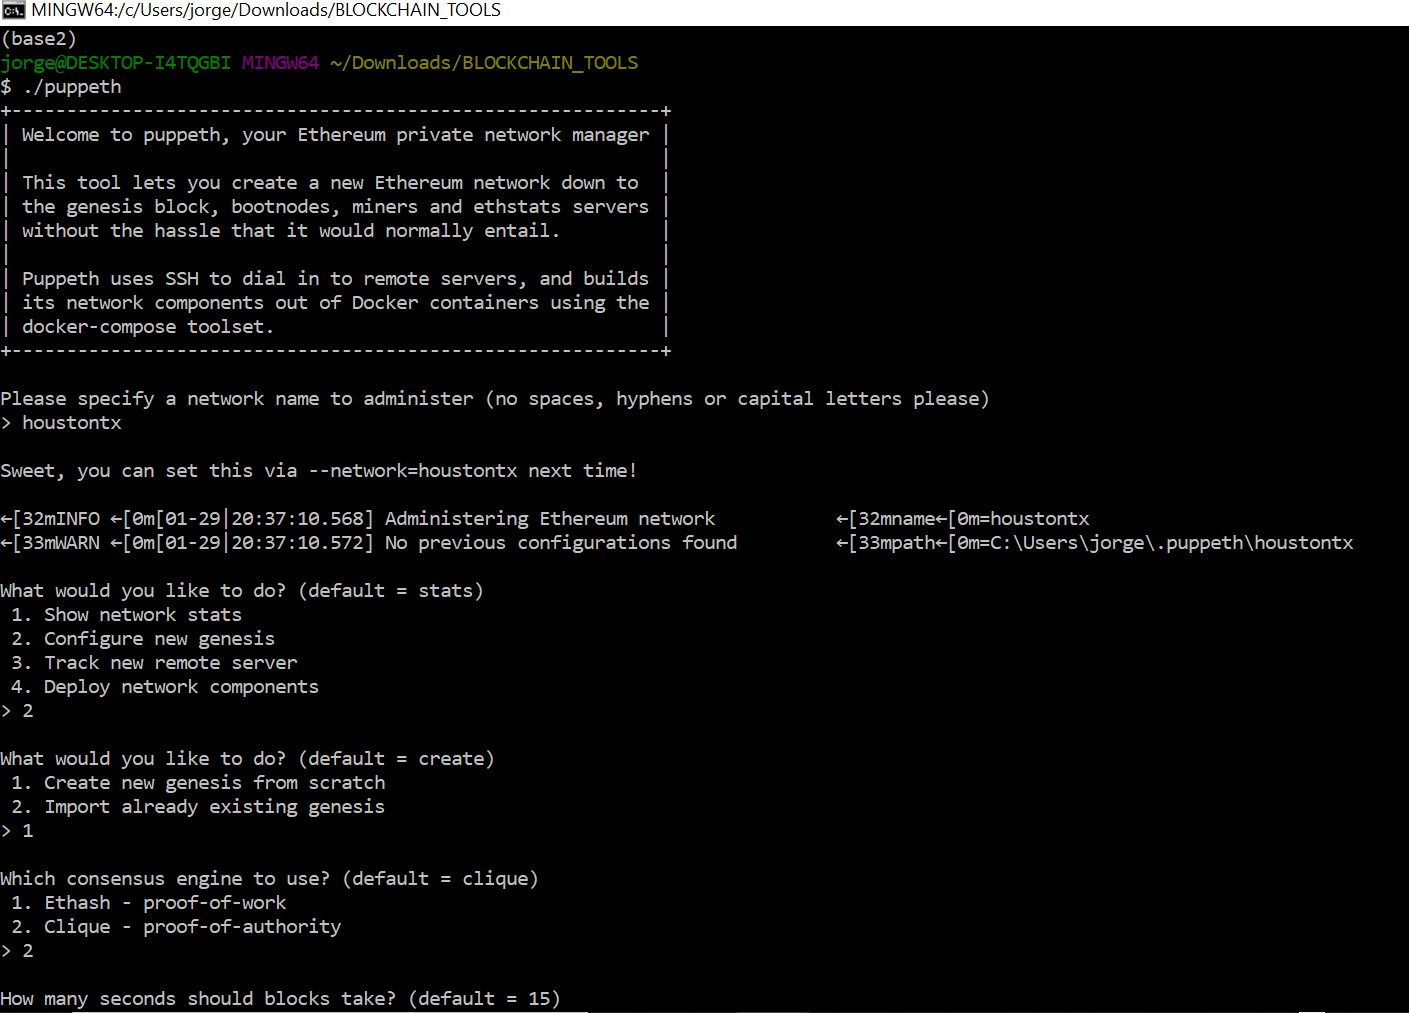 MINGW64:/c/Users/jorge/Downloads/BLOCKCHAIN_TOOLS
(base2)
jorge@DESKTOP-I4TQGBI MINGW64 ~/Downloads/BLOCKCHAIN_TOOLS
$ ./puppeth
+-----------------------------------------------------------+
| Welcome to puppeth, your Ethereum private network manager |
|                                                           |
| This tool lets you create a new Ethereum network down to  |
| the genesis block, bootnodes, miners and ethstats servers |
| without the hassle that it would normally entail.         |
|                                                           |
| Puppeth uses SSH to dial in to remote servers, and builds |
| its network components out of Docker containers using the |
| docker-compose toolset.                                   |
+-----------------------------------------------------------+
Please specify a network name to administer (no spaces, hyphens or capital letters please)
> houstontx
Sweet, you can set this via --network=houstontx next time!
←[32mINFO ←[0m[01-29|20:37:10.568] Administering Ethereum network           ←[32mname←[0m=houstontx
←[33mWARN ←[0m[01-29|20:37:10.572] No previous configurations found         ←[33mpath←[0m=C:\Users\jorge\.puppeth\houstontx
What would you like to do? (default = stats)
 1. Show network stats
 2. Configure new genesis
 3. Track new remote server
 4. Deploy network components
> 2
What would you like to do? (default = create)
 1. Create new genesis from scratch
 2. Import already existing genesis
> 1
Which consensus engine to use? (default = clique)
 1. Ethash - proof-of-work
 2. Clique - proof-of-authority
> 2
How many seconds should blocks take? (default = 15)